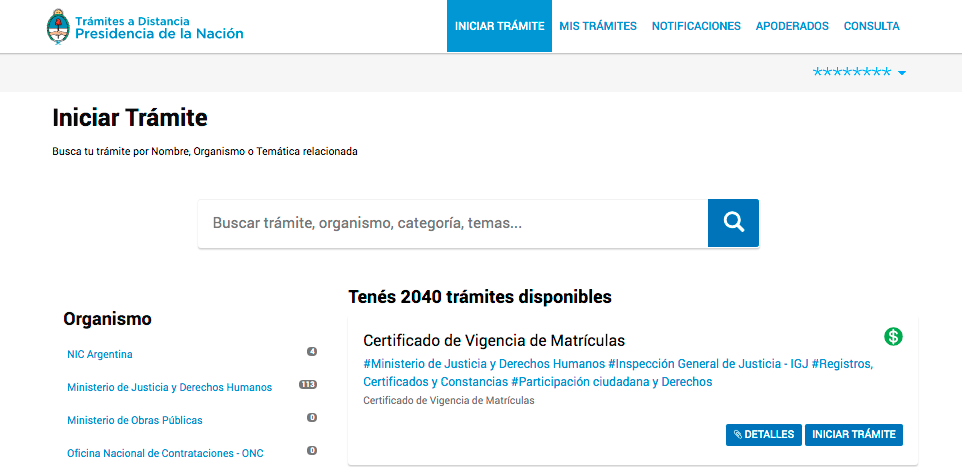 Trámites a Distancia
Presidencia de la Nación
INICIAR TRÁMITE MIS TRÁMITES NOTIFICACIONES APODERADOS CONSULTA
********
Iniciar Trámite
Busca tu trámite por Nombre, Organismo o Temática relacionada
Buscar trámite, organismo, categoría, temas...
Tenés 2040 trámites disponibles
Organismo
NIC Argentina 4
Ministerio de Justicia y Derechos Humanos 113
Ministerio de Obras Públicas 0
Oficina Nacional de Contrataciones - ONC 0
Certificado de Vigencia de Matrículas $
#Ministerio de Justicia y Derechos Humanos #Inspección General de Justicia - IGJ #Registros,
Certificados y Constancias #Participación ciudadana y Derechos
Certificado de Vigencia de Matrículas
DETALLES INICIAR TRÁMITE